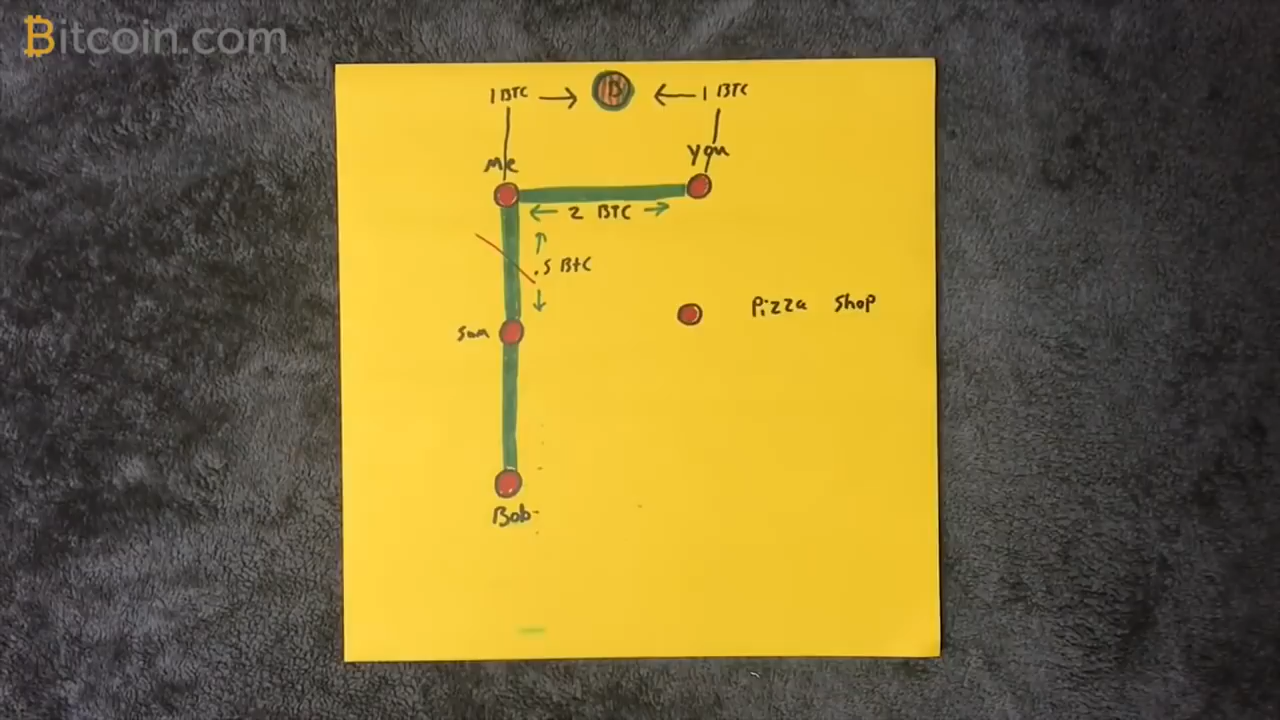 Bitcoin.com
1 BTC → B ← 1 BTC
Me
you
← 2 BTC →
.5 BtC
Sam
Pizza Shop
Bob